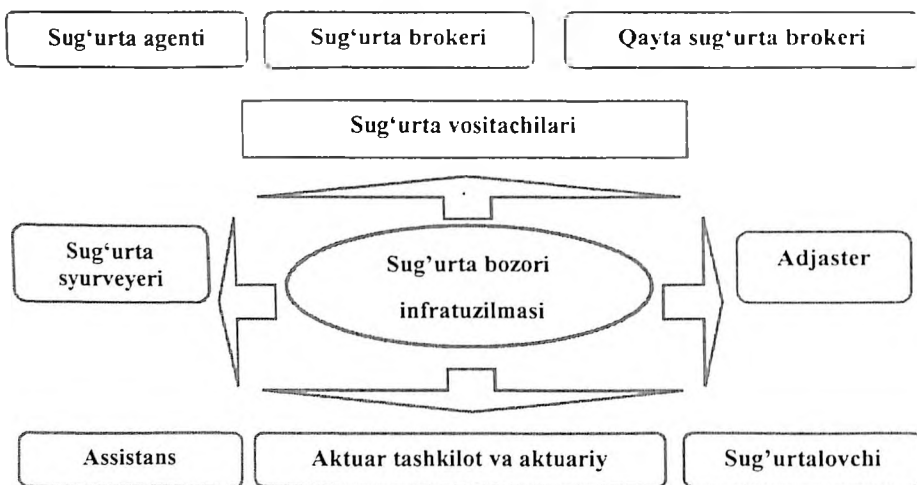 Sug‘urta agenti
Sug‘urta brokeri
Qayta sug‘urta brokeri
Sug‘urta vositachilari
Sug‘urta
syurveyeri
Sug'urta bozori
infratuzilmasi
Adjaster
Assistans
Aktuar tashkilot va aktuariy
Sug'urtalovchi